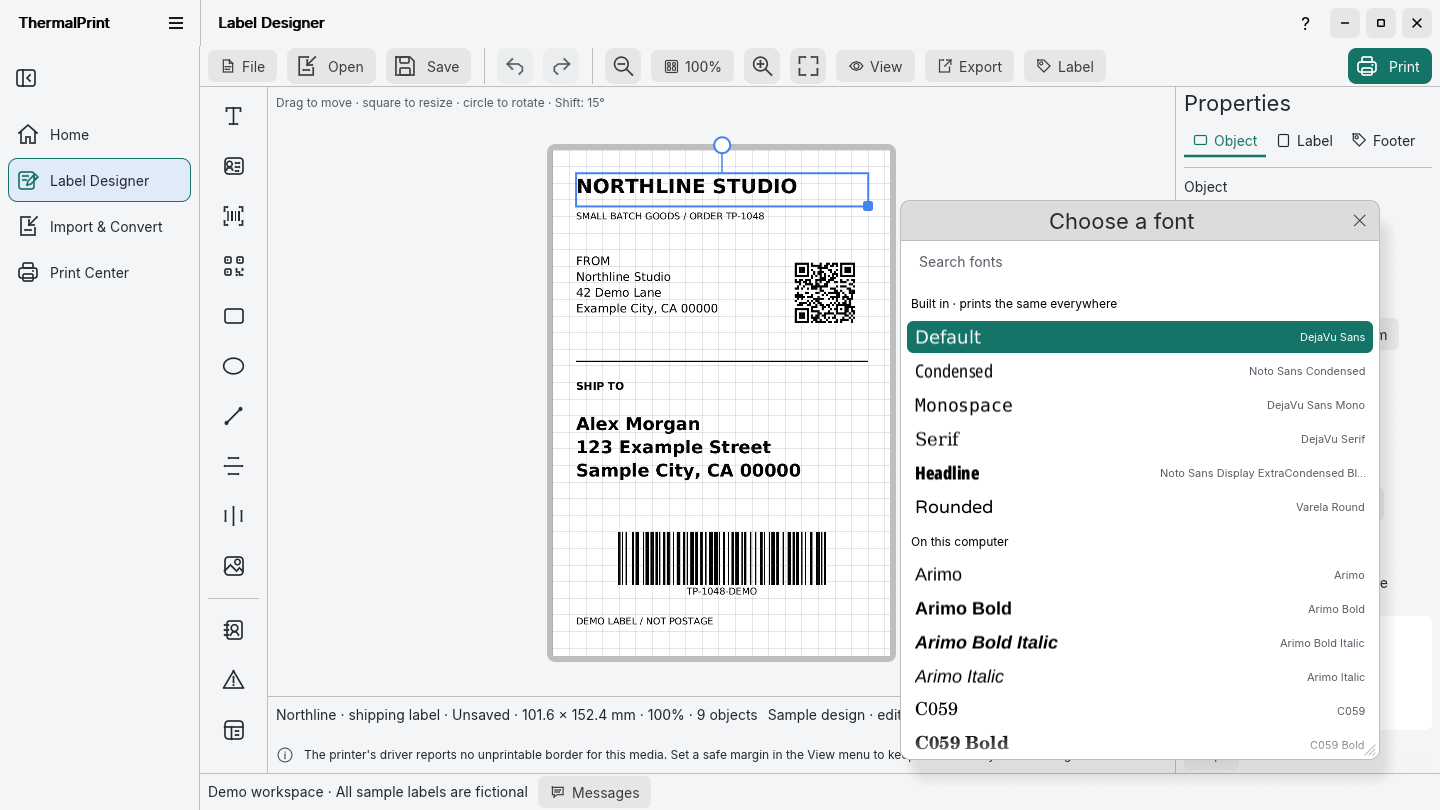 ThermalPrint
Label Designer
?
File
Open
Save
100%
View
Export
Label
Print
Home
Label Designer
Import & Convert
Print Center
Drag to move · square to resize · circle to rotate · Shift: 15°
NORTHLINE STUDIO
SMALL BATCH GOODS / ORDER TP-1048
FROM
Northline Studio
42 Demo Lane
Example City, CA 00000
SHIP TO
Alex Morgan
123 Example Street
Sample City, CA 00000
TP-1048-DEMO
DEMO LABEL / NOT POSTAGE
Properties
Object
Label
Footer
Object
Choose a font
Search fonts
Built in · prints the same everywhere
Default DejaVu Sans
Condensed Noto Sans Condensed
Monospace DejaVu Sans Mono
Serif DejaVu Serif
Headline Noto Sans Display ExtraCondensed Bl...
Rounded Varela Round
On this computer
Arimo Arimo
Arimo Bold Arimo Bold
Arimo Bold Italic Arimo Bold Italic
Arimo Italic Arimo Italic
C059 C059
C059 Bold C059 Bold
Northline · shipping label · Unsaved · 101.6 × 152.4 mm · 100% · 9 objects Sample design · edit
The printer's driver reports no unprintable border for this media. Set a safe margin in the View menu to
Demo workspace · All sample labels are fictional
Messages